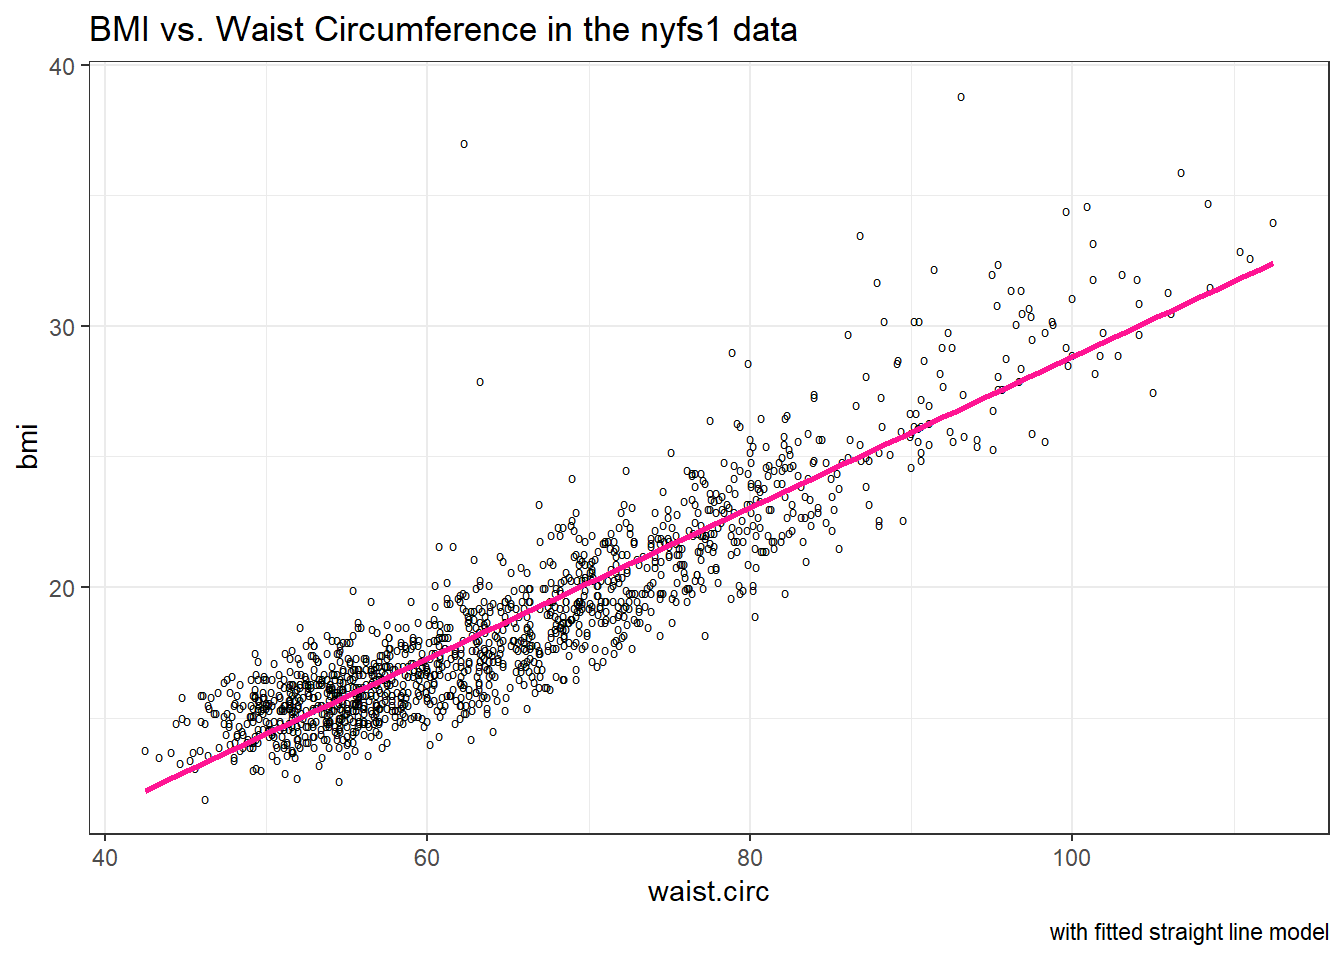 BMI vs. Waist Circumference in the nyfs1 data
40
30
20
bmi
40 60 80 100
waist.circ
with fitted straight line model